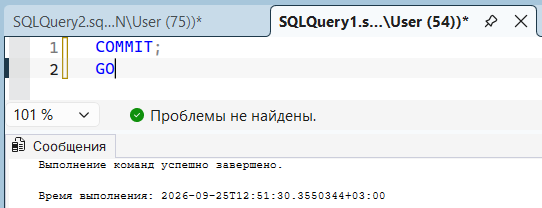 SQLQuery2.sq...N\User (75))*
SQLQuery1.s...\User (54))*
1 COMMIT;
2 GO
101 %
Проблемы не найдены.
Сообщения
Выполнение команд успешно завершено.
Время выполнения: 2026-09-25T12:51:30.3550344+03:00